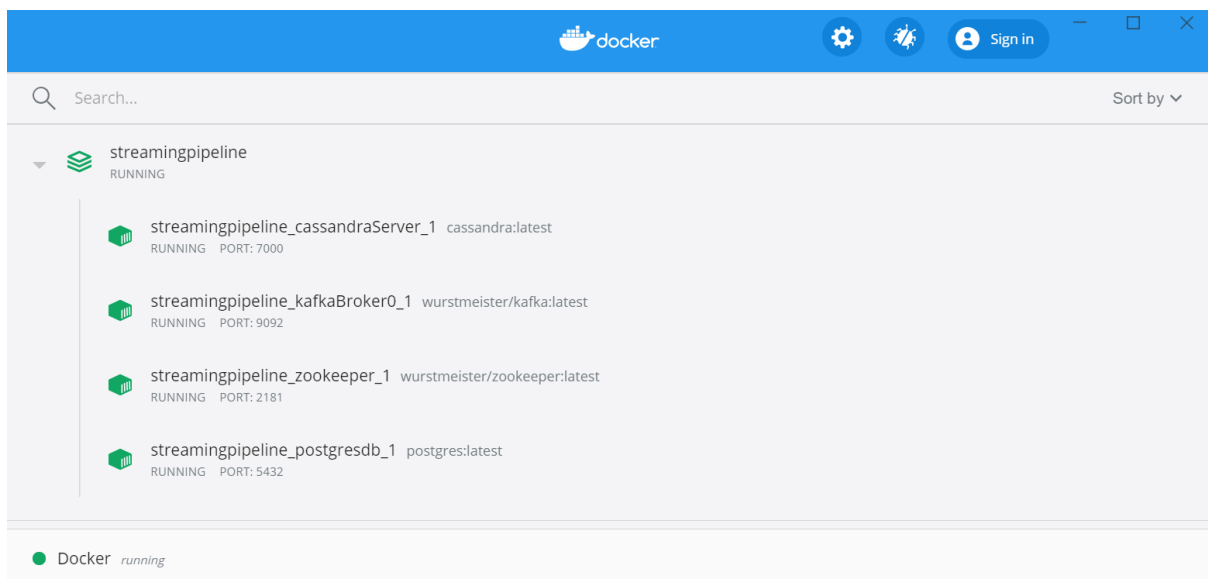 docker
Sign in
Search...
Sort by
streamingpipeline
RUNNING
streamingpipeline_cassandraServer_1 cassandra:latest
RUNNING PORT: 7000
streamingpipeline_kafkaBroker0_1 wurstmeister/kafka:latest
RUNNING PORT: 9092
streamingpipeline_zookeeper_1 wurstmeister/zookeeper:latest
RUNNING PORT: 2181
streamingpipeline_postgresdb_1 postgres:latest
RUNNING PORT: 5432
Docker running